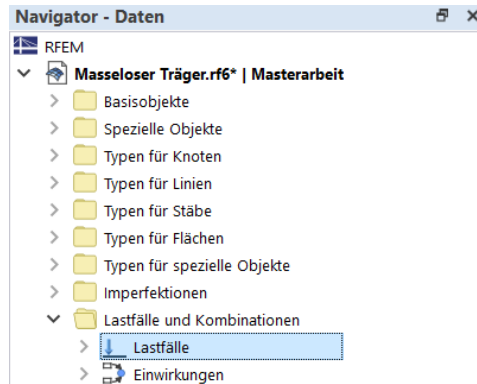 Navigator - Daten
RFEM
Masseloser Träger.rf6* | Masterarbeit
Basisobjekte
Spezielle Objekte
Typen für Knoten
Typen für Linien
Typen für Stäbe
Typen für Flächen
Typen für spezielle Objekte
Imperfektionen
Lastfälle und Kombinationen
Lastfälle
Einwirkungen